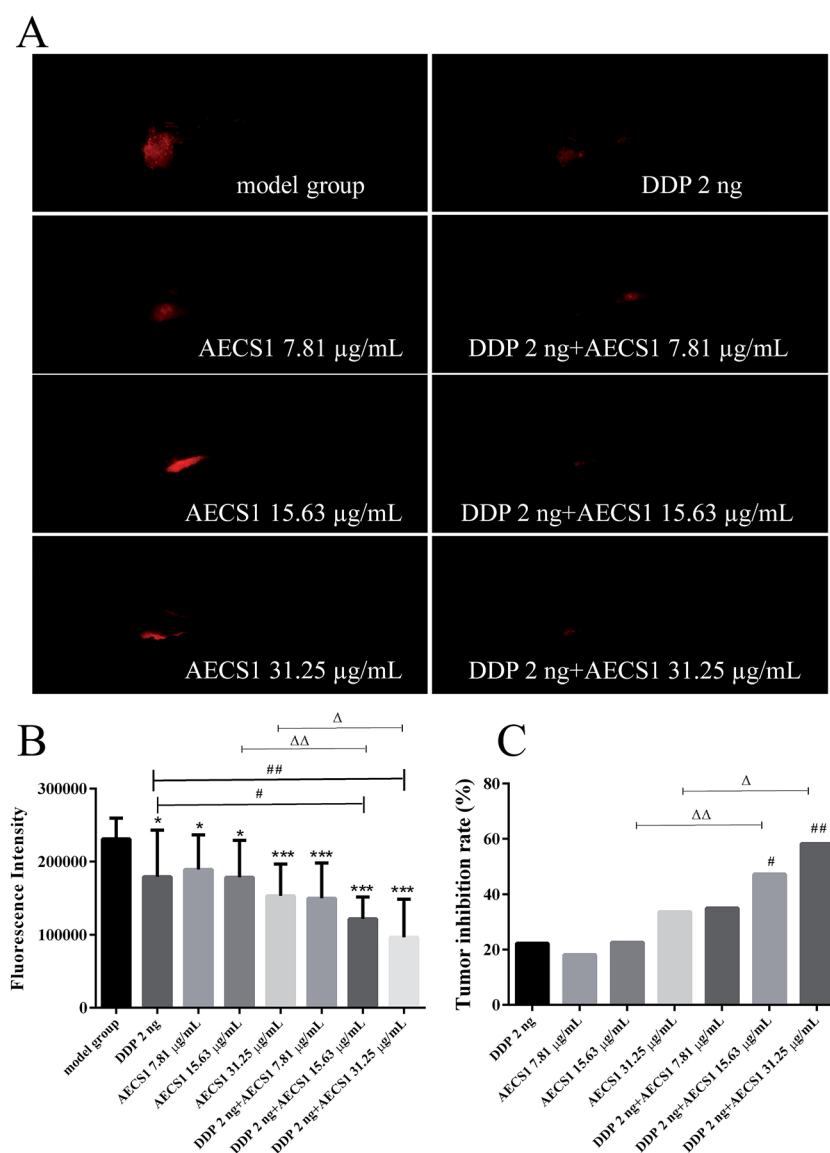 A
model group
DDP 2 ng
AECS1 7.81 µg/mL
DDP 2 ng+AECS1 7.81 µg/mL
AECS1 15.63 µg/mL
DDP 2 ng+AECS1 15.63 µg/mL
AECS1 31.25 µg/mL
DDP 2 ng+AECS1 31.25 µg/mL
B
Δ
ΔΔ
##
#
Fluorescence Intensity
300000
200000
100000
0
*
*
*
***
***
***
***
model group
DDP 2 ng
AECS1 7.81 µg/mL
AECS1 15.63 µg/mL
AECS1 31.25 µg/mL
DDP 2 ng+AECS1 7.81 µg/mL
DDP 2 ng+AECS1 15.63 µg/mL
DDP 2 ng+AECS1 31.25 µg/mL
C
Tumor inhibition rate (%)
80
60
40
20
0
Δ
ΔΔ
#
##
DDP 2 ng
AECS1 7.81 µg/mL
AECS1 15.63 µg/mL
AECS1 31.25 µg/mL
DDP 2 ng+AECS1 7.81 µg/mL
DDP 2 ng+AECS1 15.63 µg/mL
DDP 2 ng+AECS1 31.25 µg/mL